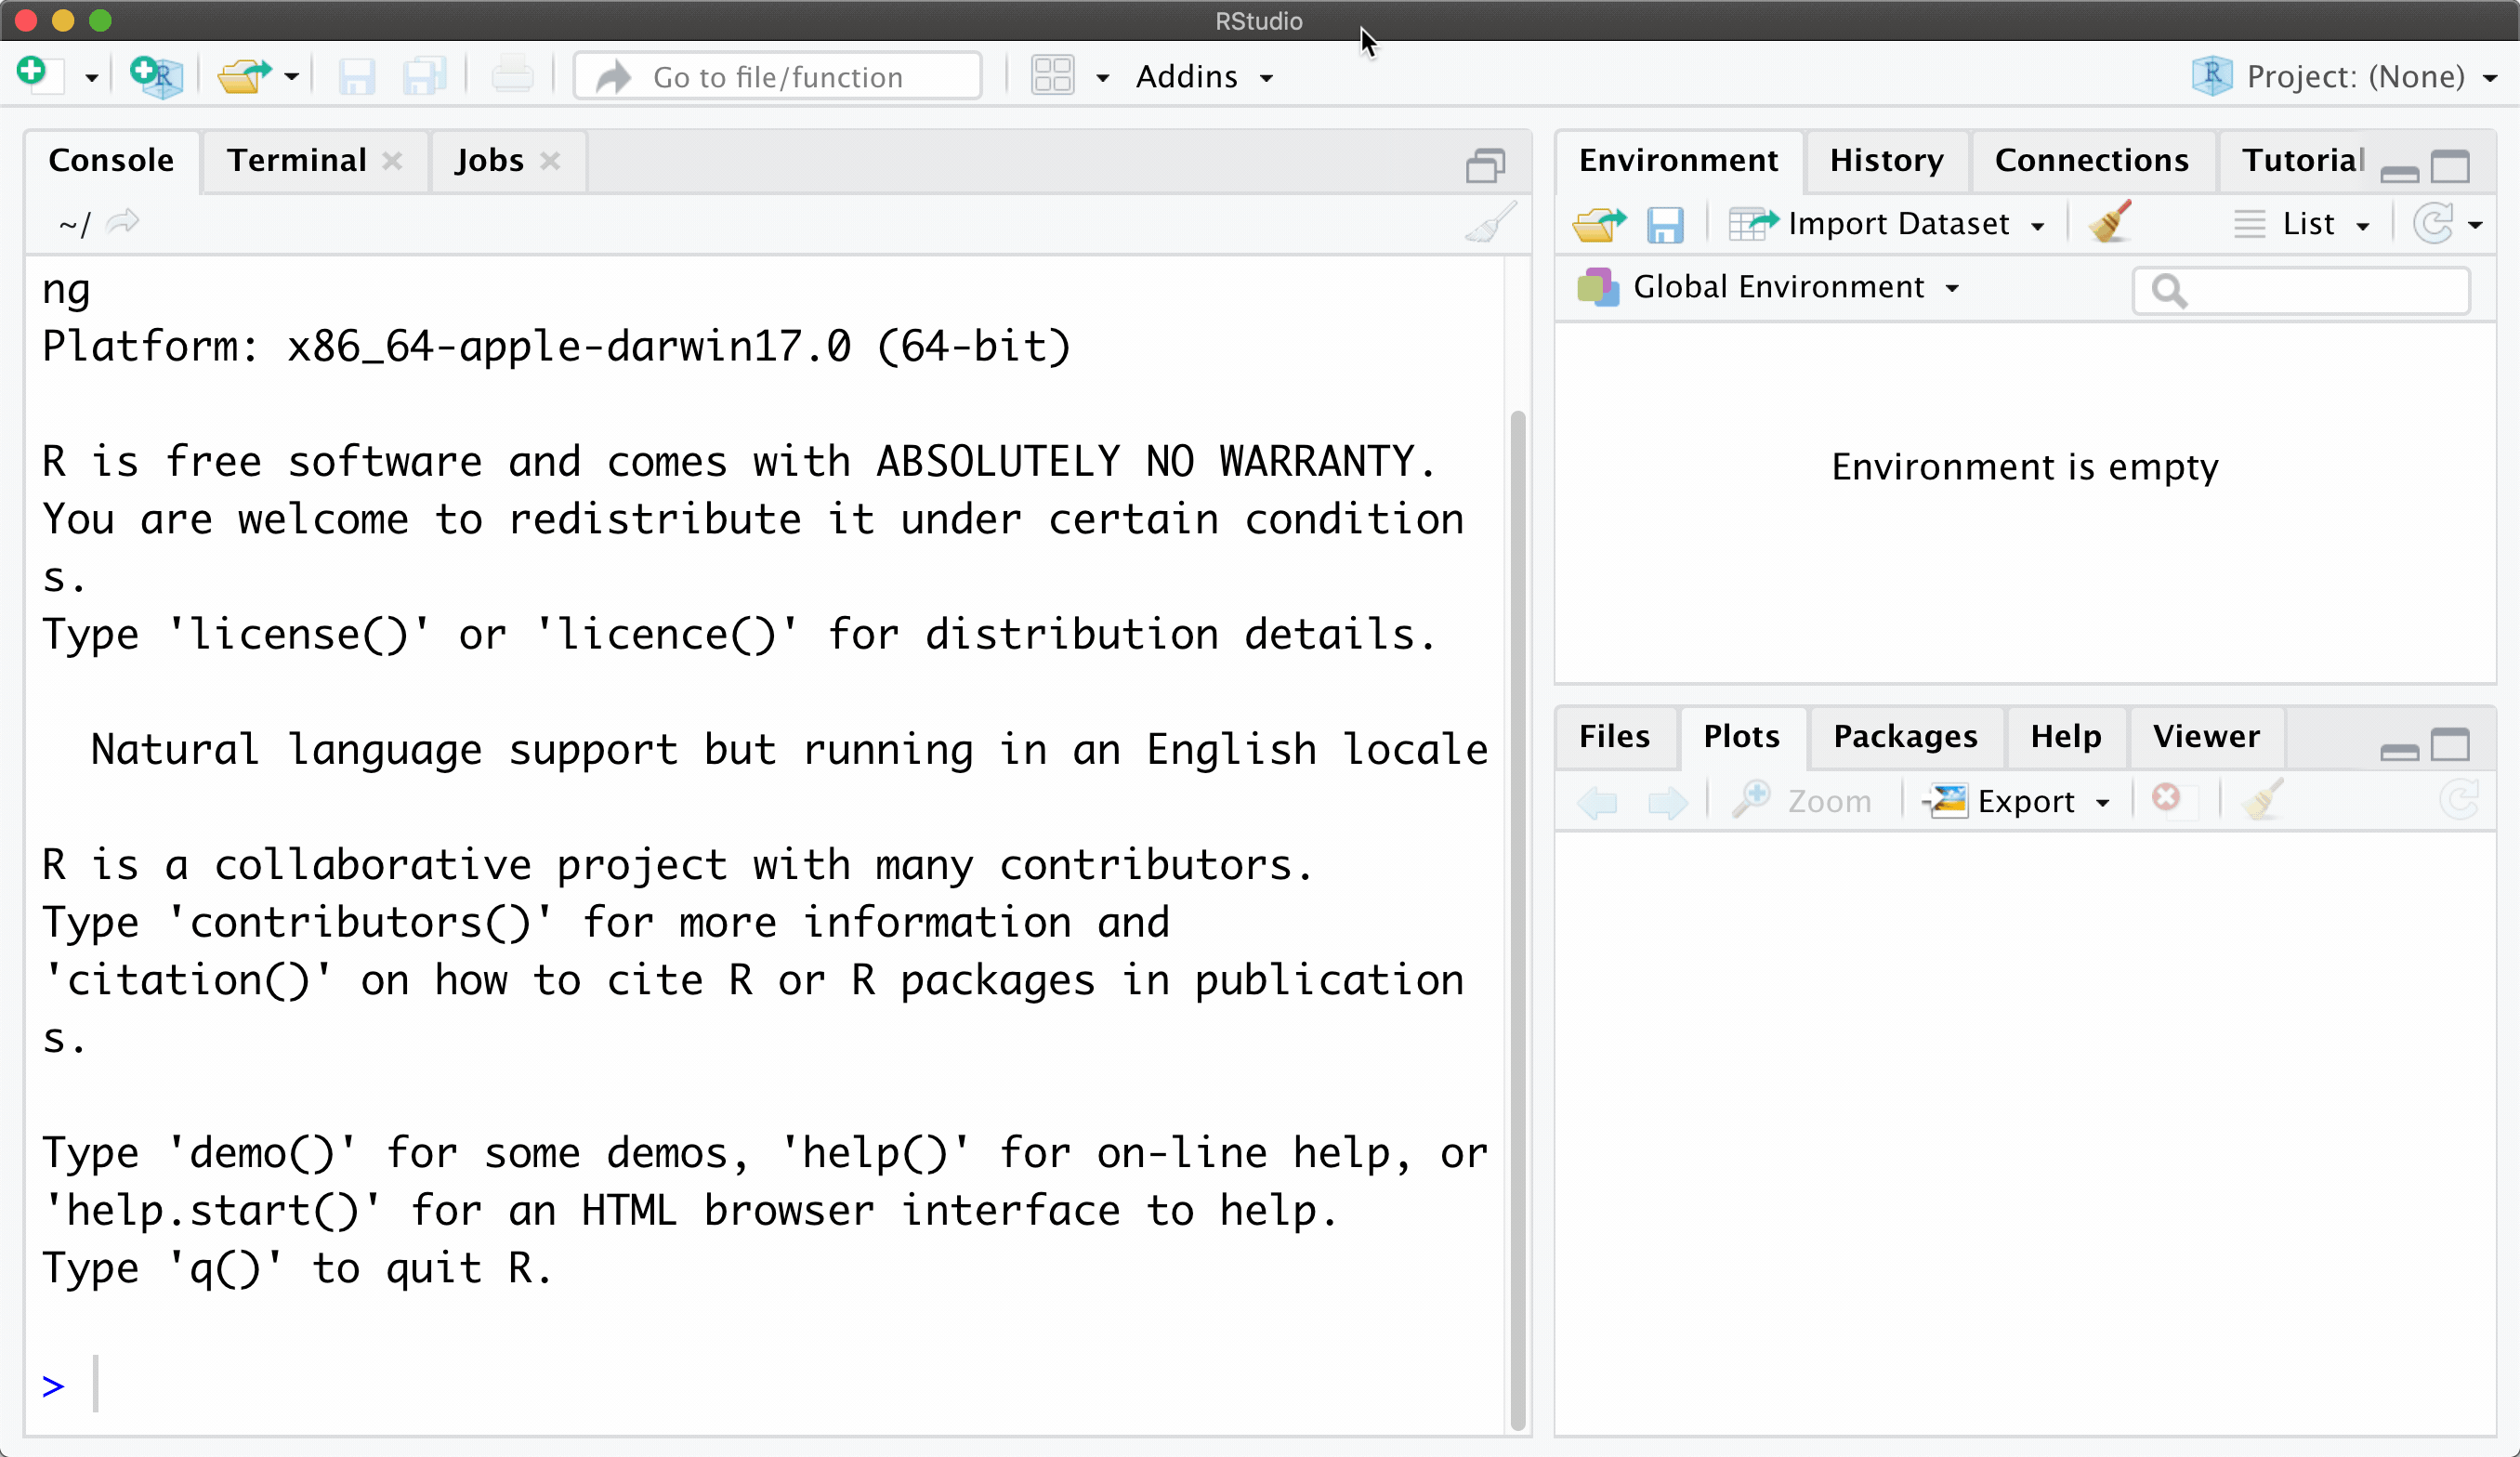 RStudio
Go to file/function
Addins
Project: (None)
Console
Terminal
Jobs
~/
ng
Platform: x86_64-apple-darwin17.0 (64-bit)
R is free software and comes with ABSOLUTELY NO WARRANTY.
You are welcome to redistribute it under certain condition
s.
Type 'license()' or 'licence()' for distribution details.
Natural language support but running in an English locale
R is a collaborative project with many contributors.
Type 'contributors()' for more information and
'citation()' on how to cite R or R packages in publication
s.
Type 'demo()' for some demos, 'help()' for on-line help, or
'help.start()' for an HTML browser interface to help.
Type 'q()' to quit R.
>
Environment
History
Connections
Tutorial
Import Dataset
List
Global Environment
Environment is empty
Files
Plots
Packages
Help
Viewer
Zoom
Export